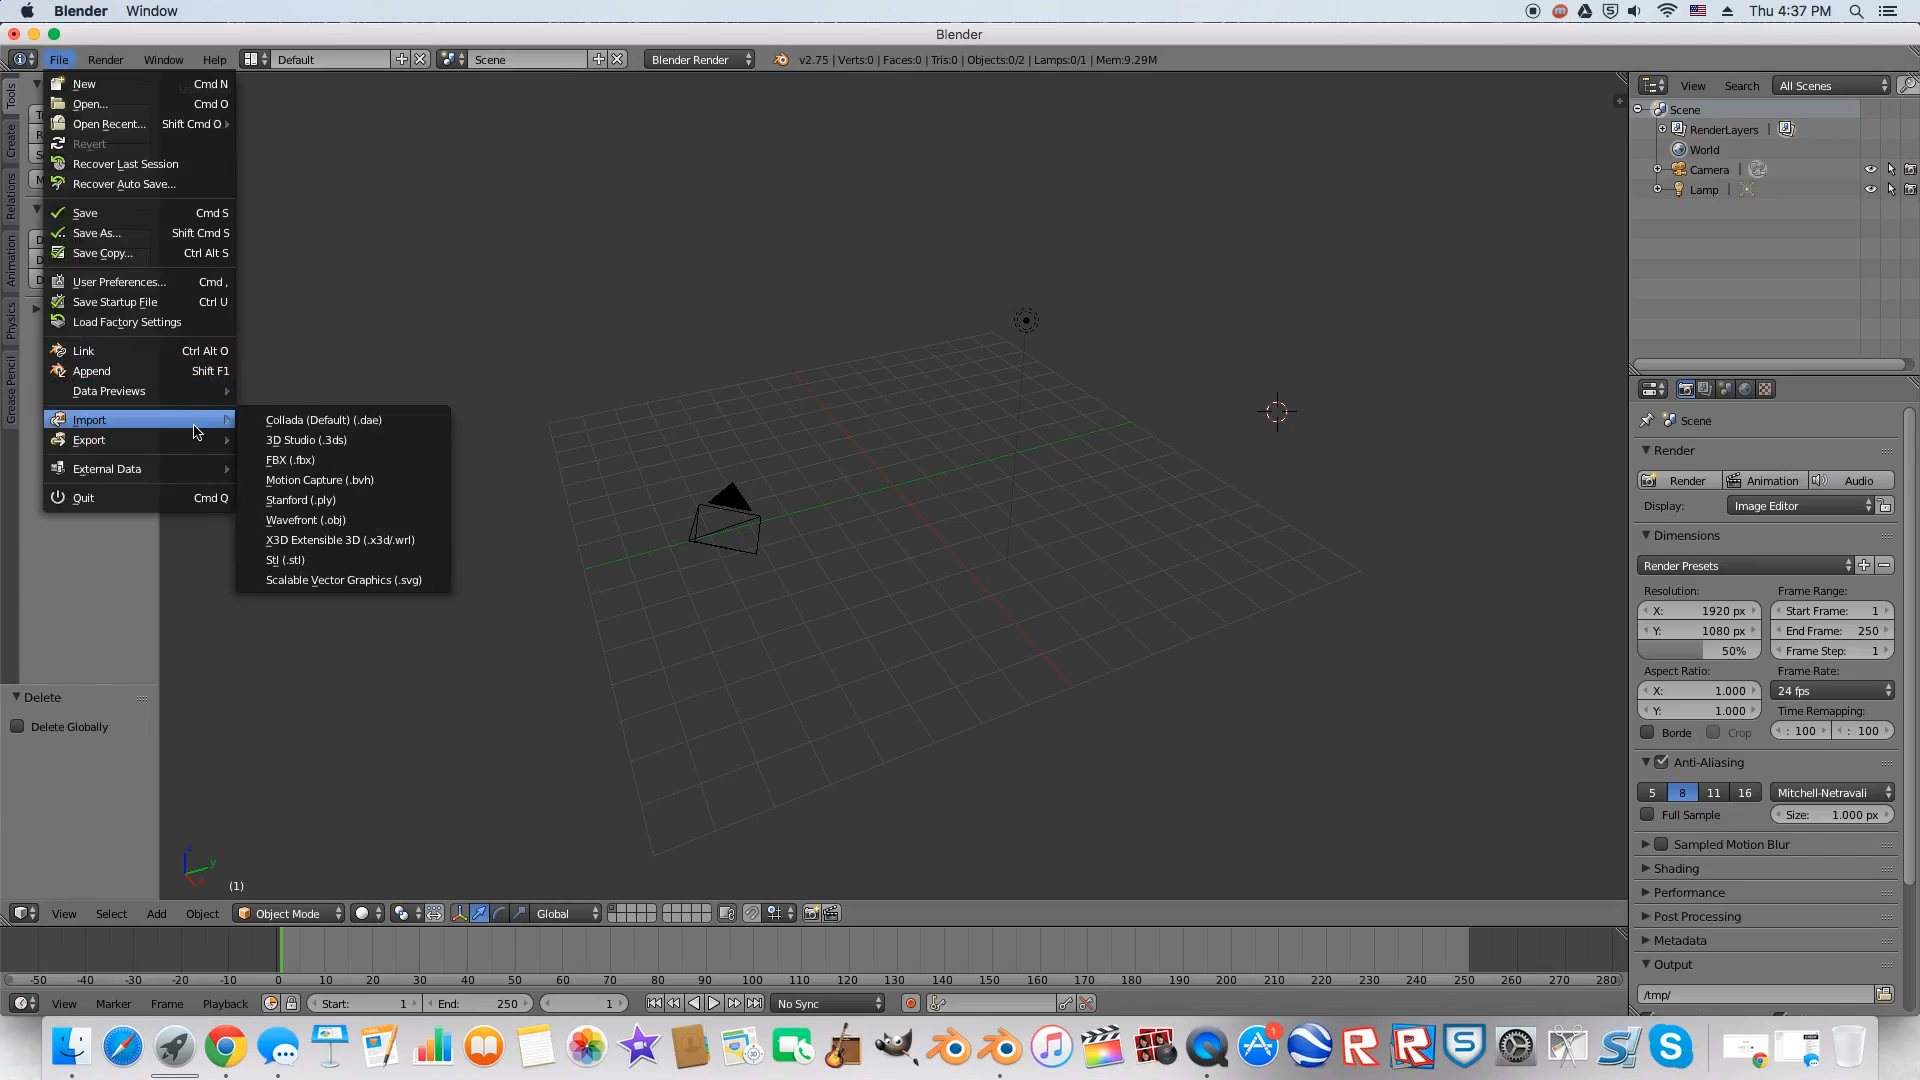 Blender Window Thu 4:37 PM
Blender
File Render Window Help Default Scene Blender Render v2.75 | Verts:0 | Faces:0 | Tris:0 | Objects:0/2 | Lamps:0/1 | Mem:9.29M
New Cmd N
Open... Cmd O
Open Recent... Shift Cmd O
Revert
Recover Last Session
Recover Auto Save...
Save Cmd S
Save As... Shift Cmd S
Save Copy... Ctrl Alt S
User Preferences... Cmd ,
Save Startup File Ctrl U
Load Factory Settings
Link Ctrl Alt O
Append Shift F1
Data Previews
Import
Export
External Data
Quit Cmd Q
Collada (Default) (.dae)
3D Studio (.3ds)
FBX (.fbx)
Motion Capture (.bvh)
Stanford (.ply)
Wavefront (.obj)
X3D Extensible 3D (.x3d/.wrl)
Stl (.stl)
Scalable Vector Graphics (.svg)
Tools
Create
Relations
Animation
Physics
Grease Pencil
Delete
Delete Globally
z
y
x
(1)
View Select Add Object Object Mode Global
-50 -40 -30 -20 -10 0 10 20 30 40 50 60 70 80 90 100 110 120 130 140 150 160 170 180 190 200 210 220 230 240 250 260 270 280
View Marker Frame Playback Start: 1 End: 250 1 No Sync
View Search All Scenes
Scene
RenderLayers
World
Camera
Lamp
Scene
Render
Render Animation Audio
Display: Image Editor
Dimensions
Render Presets
Resolution: Frame Range:
X: 1920 px Start Frame: 1
Y: 1080 px End Frame: 250
50% Frame Step: 1
Aspect Ratio: Frame Rate:
X: 1.000 24 fps
Y: 1.000 Time Remapping:
Borde Crop : 100 : 100
Anti-Aliasing
5 8 11 16 Mitchell-Netravali
Full Sample Size: 1.000 px
Sampled Motion Blur
Shading
Performance
Post Processing
Metadata
Output
/tmp/
1